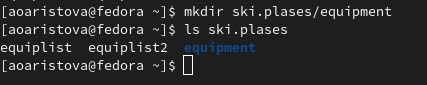 [aoaristova@fedora ~]$ mkdir ski.plases/equipment
[aoaristova@fedora ~]$ ls ski.plases
equiplist  equiplist2  equipment
[aoaristova@fedora ~]$